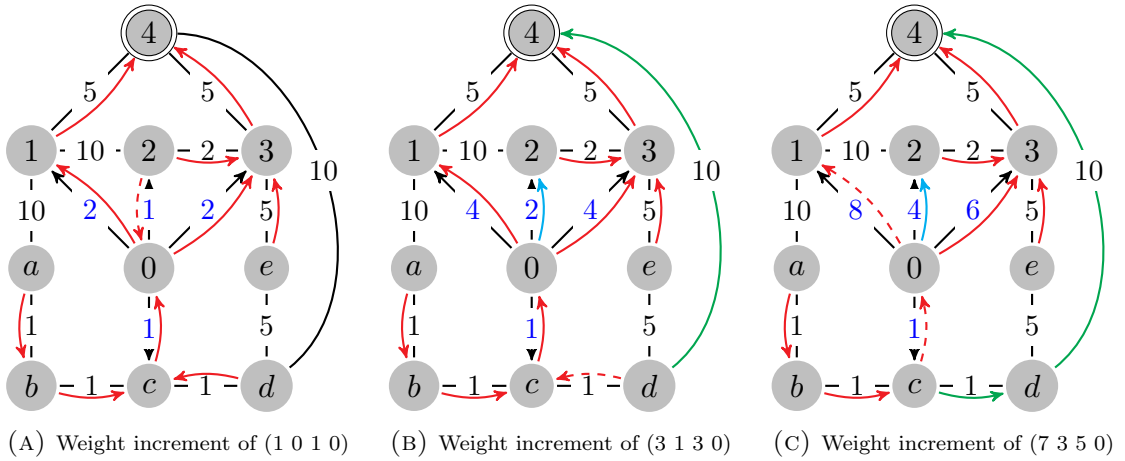 4 4 4
5 5 5 5 5 5
1 10 2 2 3 10 1 10 2 2 3 10 1 10 2 2 3 10
10 2 1 2 5 10 4 2 4 5 10 8 4 6 5
a 0 e a 0 e a 0 e
1 1 5 1 1 5 1 1 5
b 1 c 1 d b 1 c 1 d b 1 c 1 d
(A) Weight increment of (1 0 1 0) (B) Weight increment of (3 1 3 0) (C) Weight increment of (7 3 5 0)